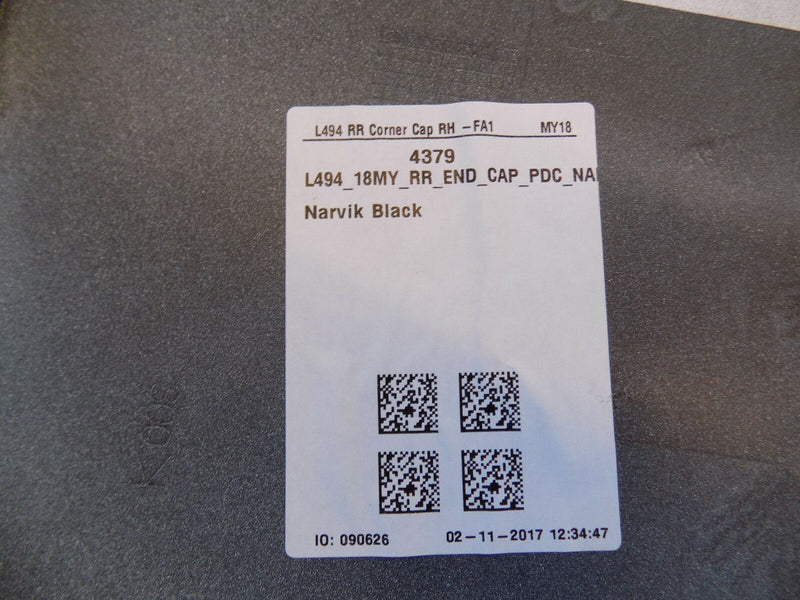 L494 RR Corner Cap RH -FA1 MY18
4379
L494_18MY_RR_END_CAP_PDC_NA
Narvik Black
IO: 090626 02-11-2017 12:34:47